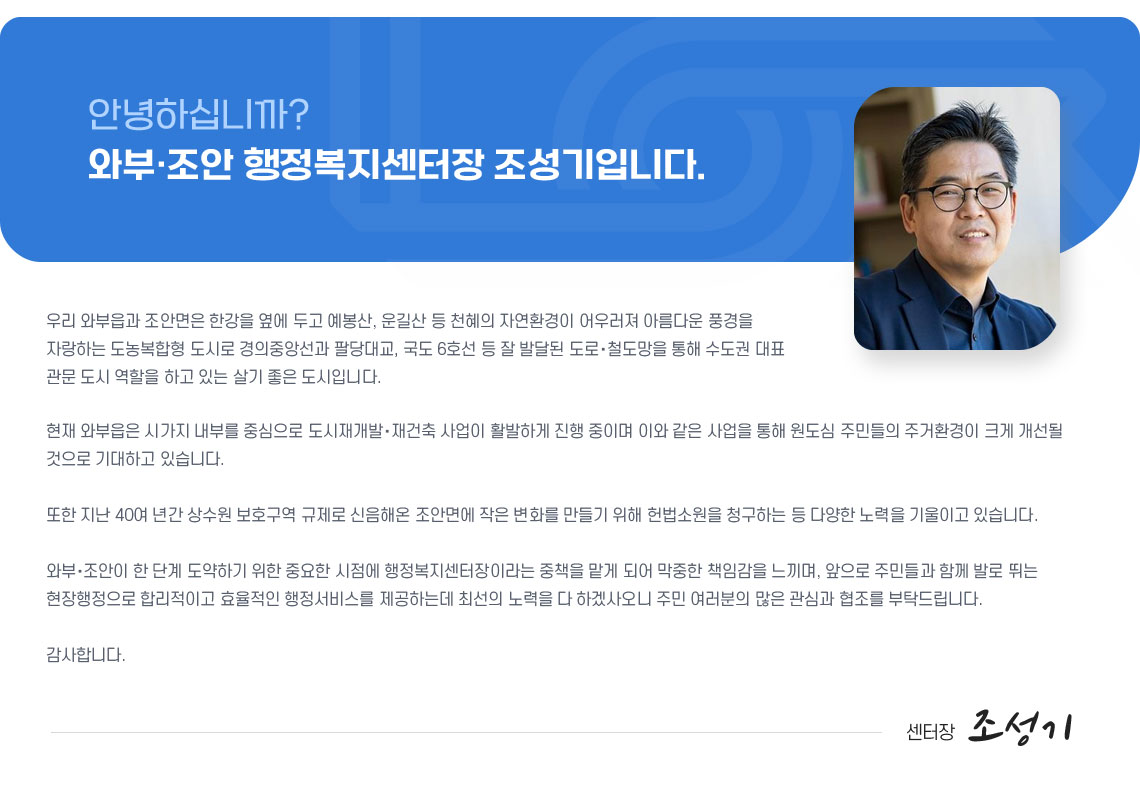 안녕하십니까?
와부·조안 행정복지센터장 조성기입니다.
우리 와부읍과 조안면은 한강을 옆에 두고 예봉산, 운길산 등 천혜의 자연환경이 어우러져 아름다운 풍경을
자랑하는 도농복합형 도시로 경의중앙선과 팔당대교, 국도 6호선 등 잘 발달된 도로·철도망을 통해 수도권 대표
관문 도시 역할을 하고 있는 살기 좋은 도시입니다.
현재 와부읍은 시가지 내부를 중심으로 도시재개발·재건축 사업이 활발하게 진행 중이며 이와 같은 사업을 통해 원도심 주민들의 주거환경이 크게 개선될
것으로 기대하고 있습니다.
또한 지난 40여 년간 상수원 보호구역 규제로 신음해온 조안면에 작은 변화를 만들기 위해 헌법소원을 청구하는 등 다양한 노력을 기울이고 있습니다.
와부·조안이 한 단계 도약하기 위한 중요한 시점에 행정복지센터장이라는 중책을 맡게 되어 막중한 책임감을 느끼며, 앞으로 주민들과 함께 발로 뛰는
현장행정으로 합리적이고 효율적인 행정서비스를 제공하는데 최선의 노력을 다 하겠사오니 주민 여러분의 많은 관심과 협조를 부탁드립니다.
감사합니다.
센터장 조성기